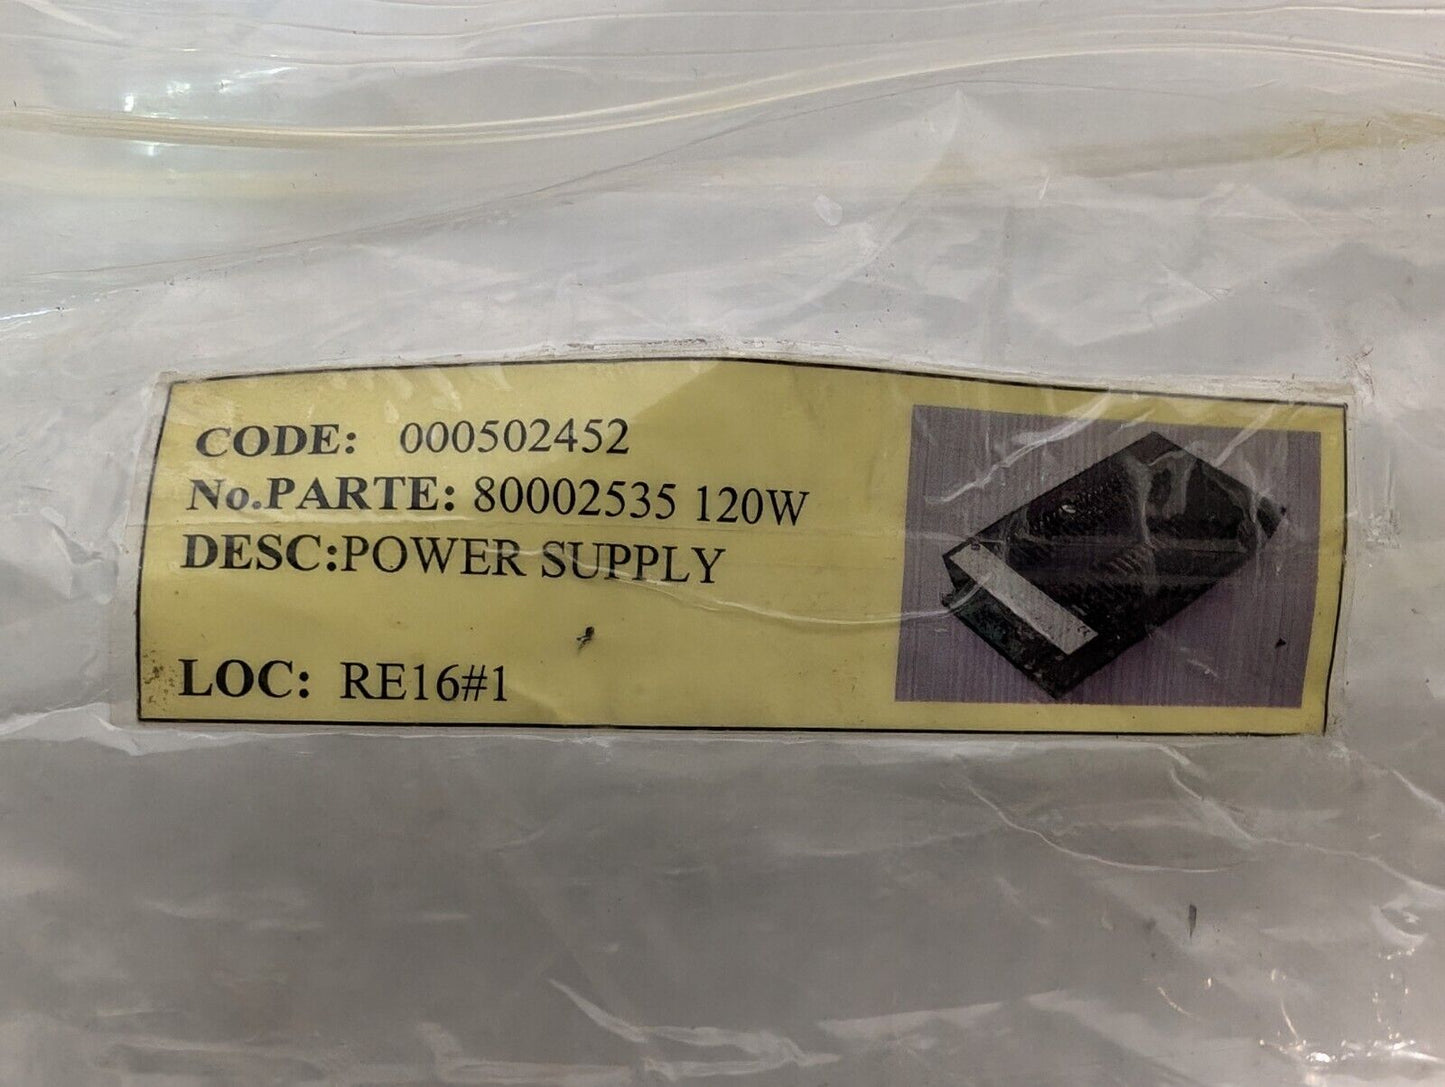 CODE: 000502452
No.PARTE: 80002535 120W
DESC:POWER SUPPLY
LOC: RE16#1